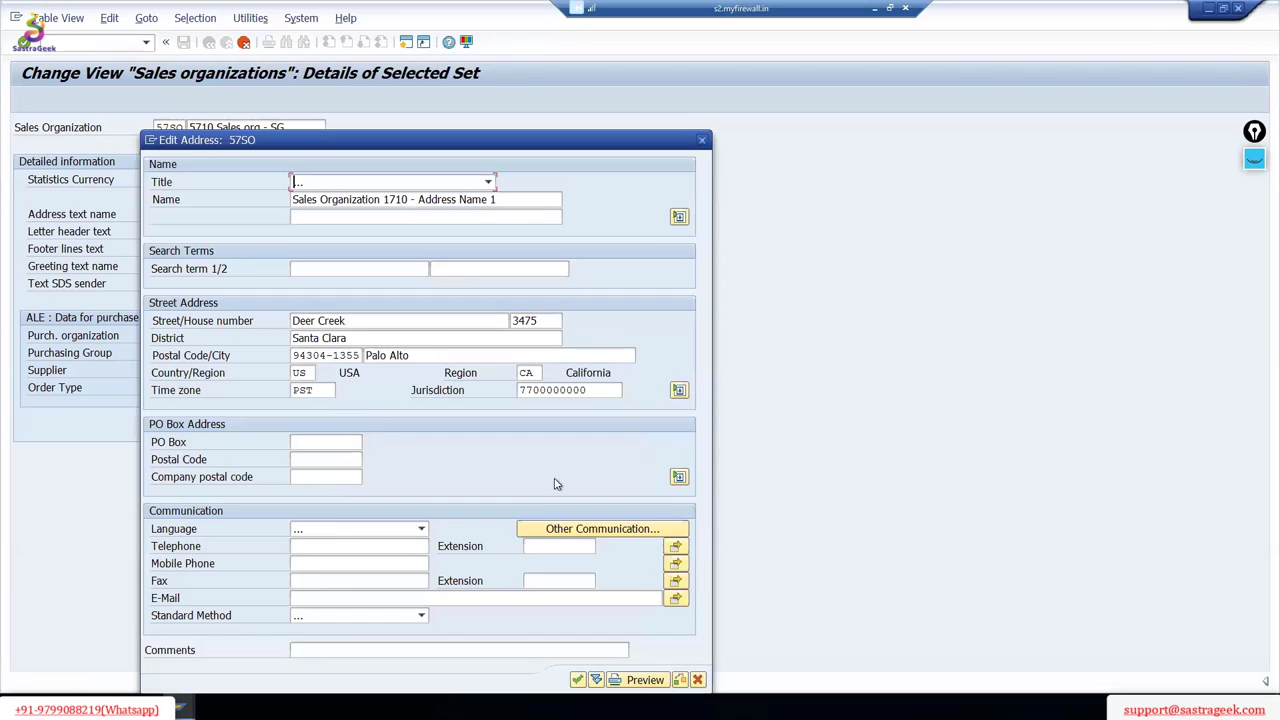 Table View Edit Goto Selection Utilities System Help
s2.myfirewall.in
SastraGeek
Change View "Sales organizations": Details of Selected Set
Sales Organization 57SO 5710 Sales org - SG
Detailed information
Statistics Currency
Address text name
Letter header text
Footer lines text
Greeting text name
Text SDS sender
ALE : Data for purchase
Purch. organization
Purchasing Group
Supplier
Order Type
Edit Address: 57SO
Name
Title ...
Name Sales Organization 1710 - Address Name 1
Search Terms
Search term 1/2
Street Address
Street/House number Deer Creek 3475
District Santa Clara
Postal Code/City 94304-1355 Palo Alto
Country/Region US USA Region CA California
Time zone PST Jurisdiction 7700000000
PO Box Address
PO Box
Postal Code
Company postal code
Communication
Language ... Other Communication...
Telephone Extension
Mobile Phone
Fax Extension
E-Mail
Standard Method ...
Comments
Preview
+91-9799088219(Whatsapp)
support@sastrageek.com